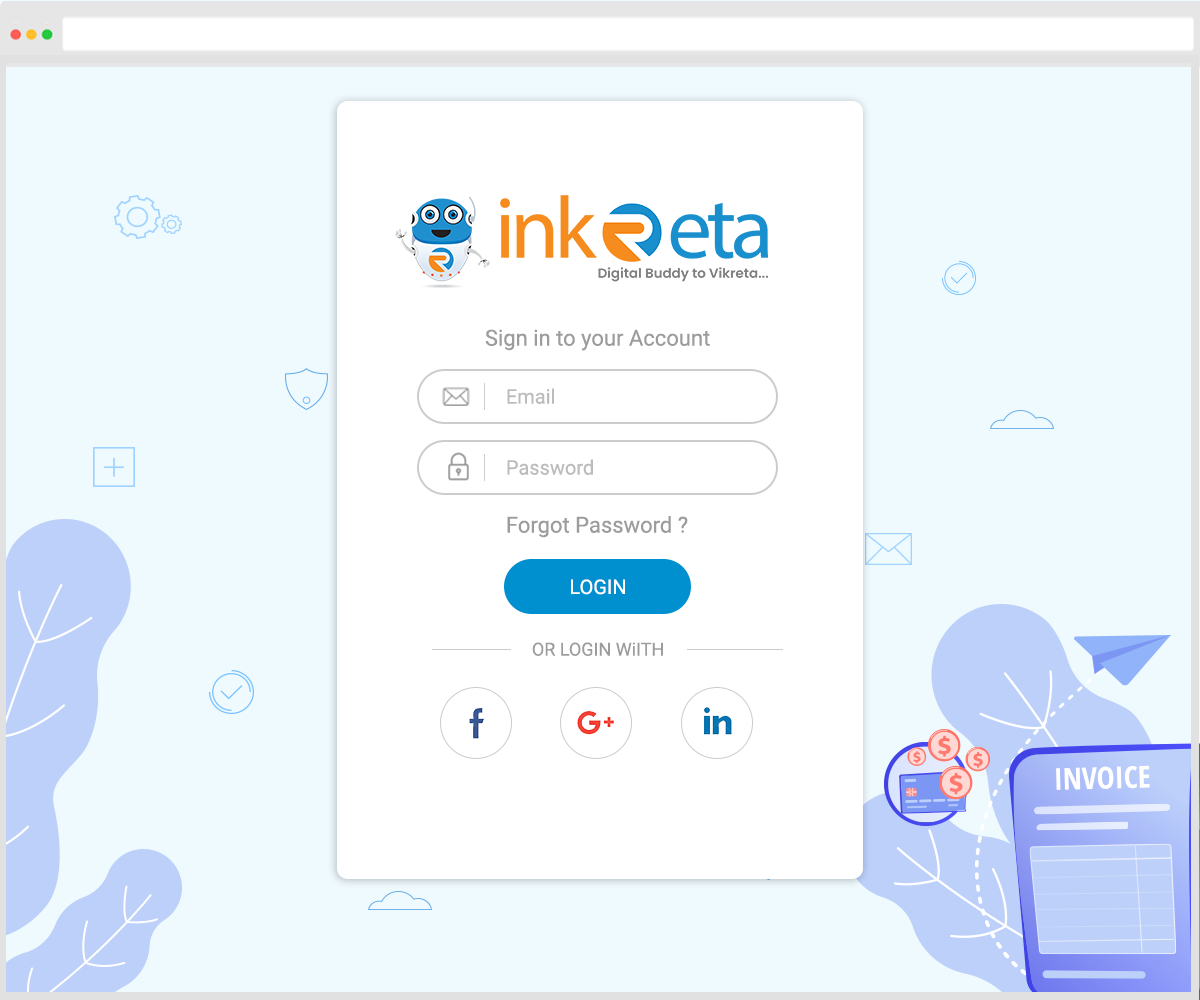 inkReta
Digital Buddy to Vikreta...
Sign in to your Account
Email
Password
Forgot Password ?
LOGIN
OR LOGIN WiITH
f
G+
in
$
$
$
$
INVOICE